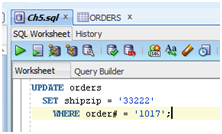 Ch5.sql ORDERS
SQL Worksheet History
Worksheet Query Builder
UPDATE orders
SET shipzip = '33222'
WHERE order# = '1017';